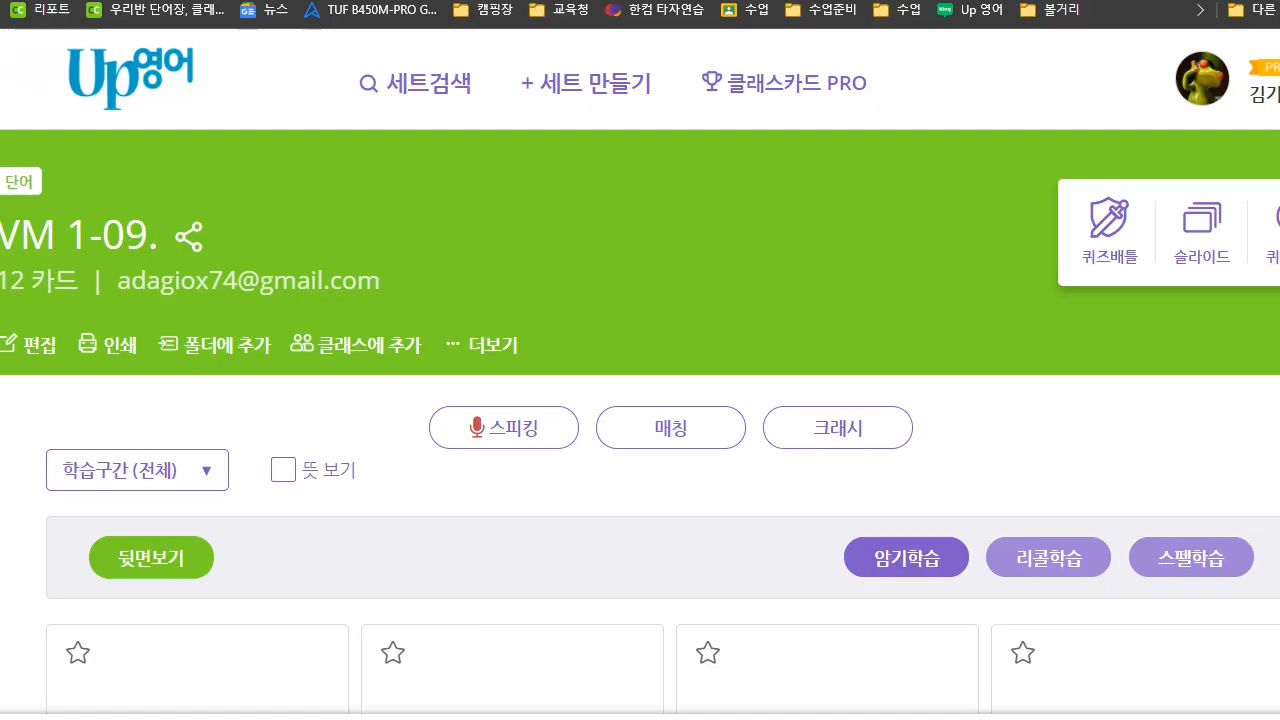 리포트 우리반 단어장, 클래... 뉴스 TUF B450M-PRO G... 캠핑장 교육청 한컴 타자연습 수업 수업준비 수업 Up 영어 볼거리 다른
Up영어
세트검색 + 세트 만들기 클래스카드 PRO
PR
김기
단어
VM 1-09.
12 카드 | adagiox74@gmail.com
퀴즈배틀 슬라이드 퀴
편집 인쇄 폴더에 추가 클래스에 추가 ··· 더보기
스피킹 매칭 크래시
학습구간 (전체) ▼ 뜻 보기
뒷면보기 암기학습 리콜학습 스펠학습